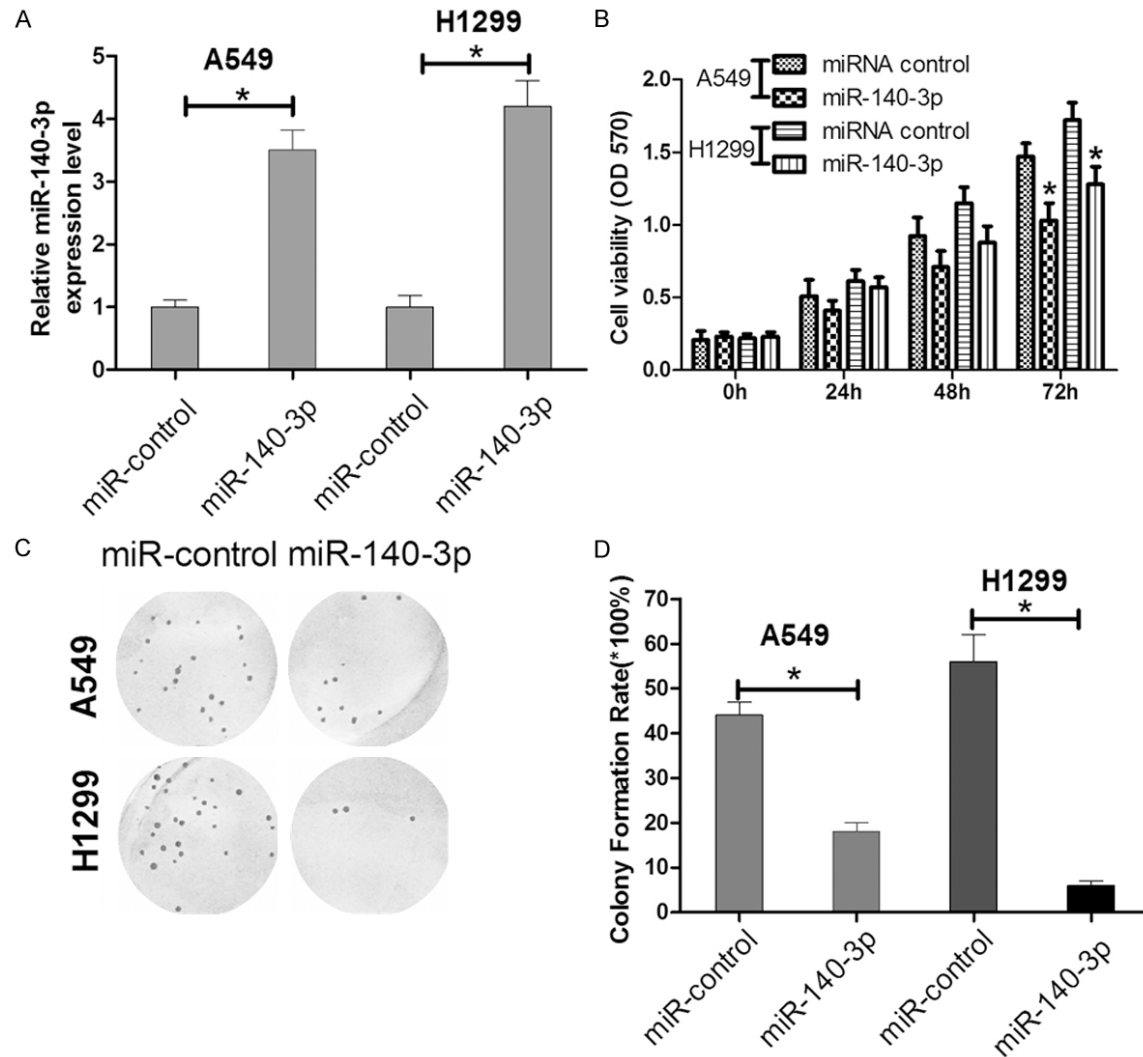 A
A549
H1299
*
*
Relative miR-140-3p
expression level
5
4
3
2
1
0
miR-control
miR-140-3p
miR-control
miR-140-3p
B
A549
miRNA control
miR-140-3p
H1299
miRNA control
miR-140-3p
Cell viability (OD 570)
2.0
1.5
1.0
0.5
0.0
*
*
0h
24h
48h
72h
C
miR-control miR-140-3p
A549
H1299
D
Colony Formation Rate(*100%)
70
60
50
40
30
20
10
0
A549
*
H1299
*
miR-control
miR-140-3p
miR-control
miR-140-3p